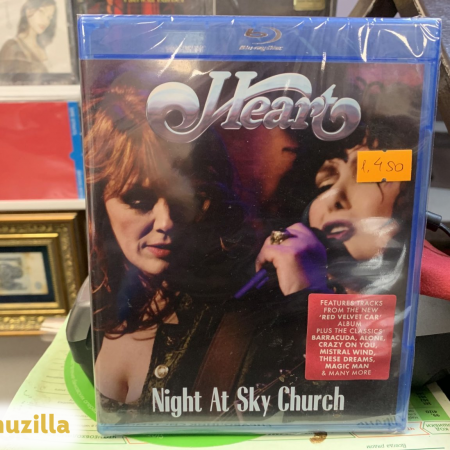 Blu-ray Disc
Heart
1,450
FEATURES TRACKS
FROM THE NEW
'RED VELVET CAR'
ALBUM
PLUS THE CLASSICS
BARRACUDA, ALONE,
CRAZY ON YOU,
MISTRAL WIND,
THESE DREAMS,
MAGIC MAN
& MANY MORE
Night At Sky Church
uzilla